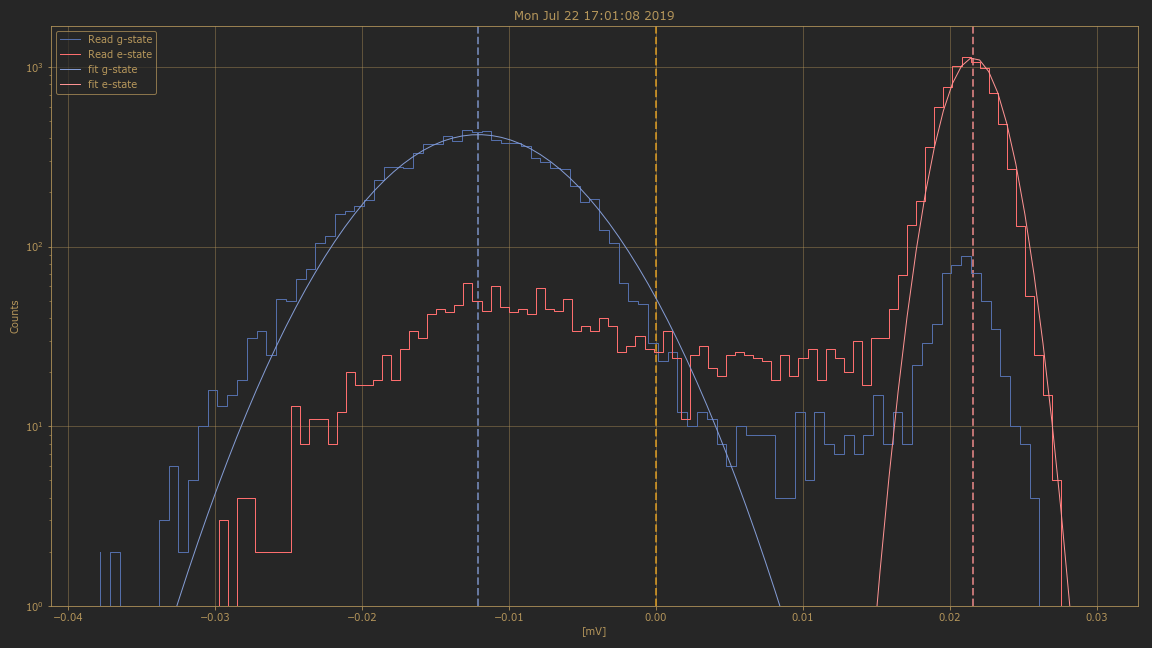 Mon Jul 22 17:01:08 2019
Read g-state
Read e-state
fit g-state
fit e-state
Counts
10³
10²
10¹
10⁰
−0.04 −0.03 −0.02 −0.01 0.00 0.01 0.02 0.03
[mV]